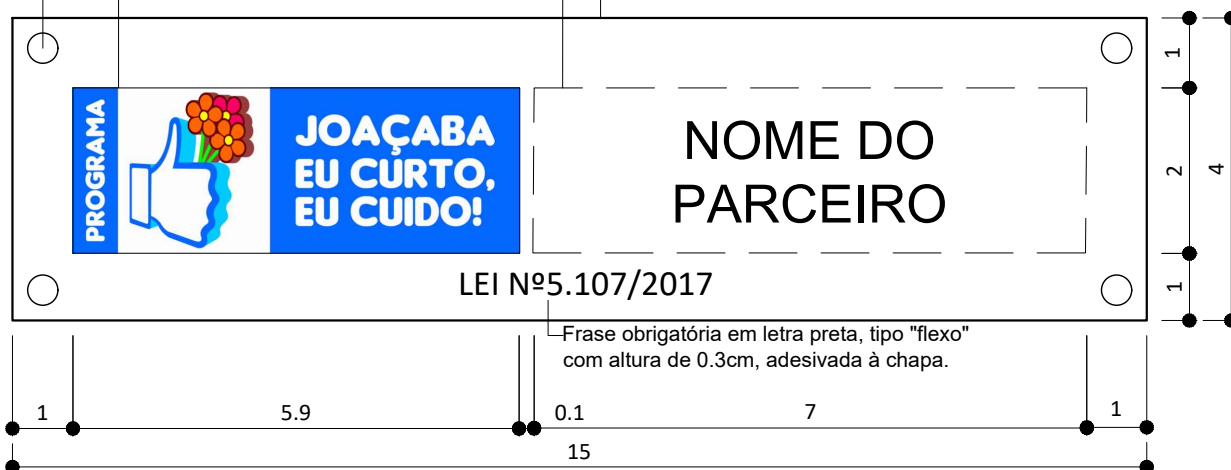 PROGRAMA
JOAÇABA
EU CURTO,
EU CUIDO!
NOME DO
PARCEIRO
LEI Nº5.107/2017
Frase obrigatória em letra preta, tipo "flexo"
com altura de 0.3cm, adesivada à chapa.
1
2
4
1
1
5.9
0.1
7
1
15